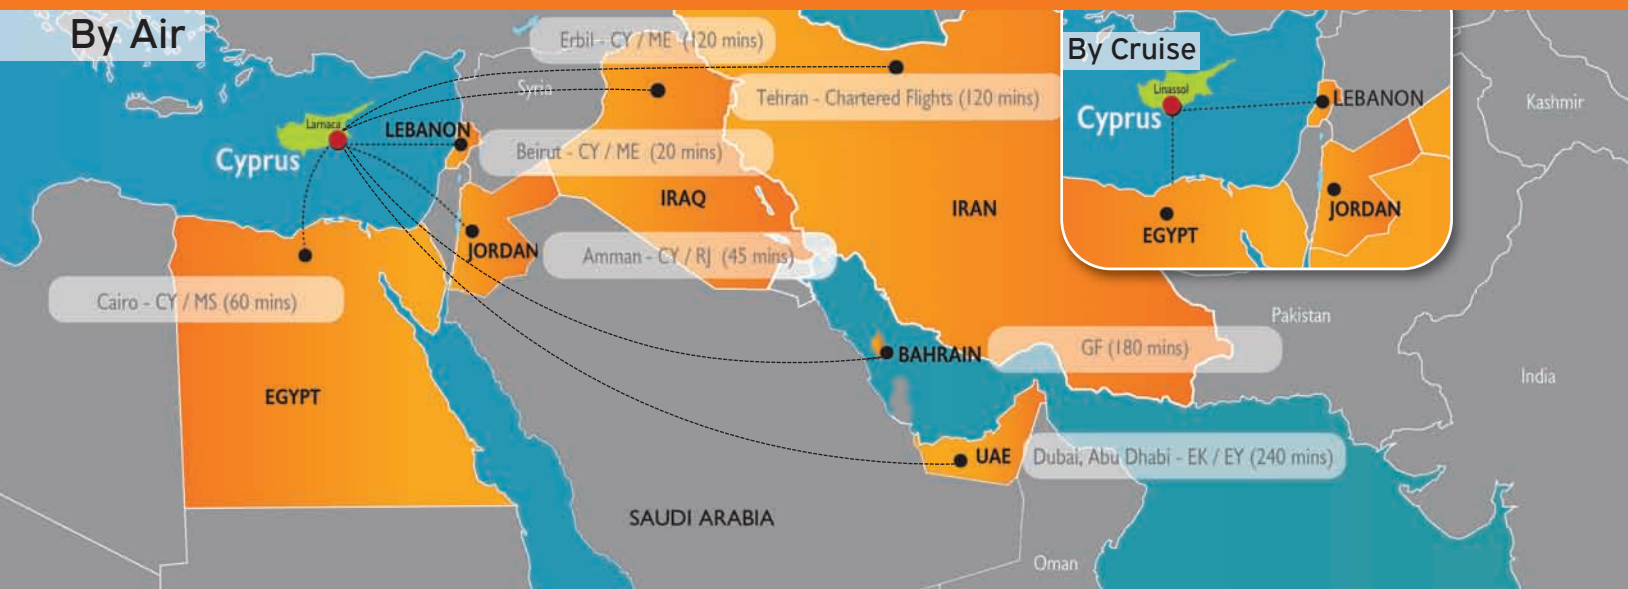 By Air
Erbil - CY / ME (120 mins)
By Cruise
Syria
Tehran - Chartered Flights (120 mins)
Linassol
LEBANON
Kashmir
Larnaca
LEBANON
Cyprus
Cyprus
Beirut - CY / ME (20 mins)
IRAQ
IRAN
JORDAN
EGYPT
JORDAN
Amman - CY / RJ (45 mins)
Cairo - CY / MS (60 mins)
Pakistan
BAHRAIN
GF (180 mins)
India
EGYPT
UAE
Dubai, Abu Dhabi - EK / EY (240 mins)
SAUDI ARABIA
Oman